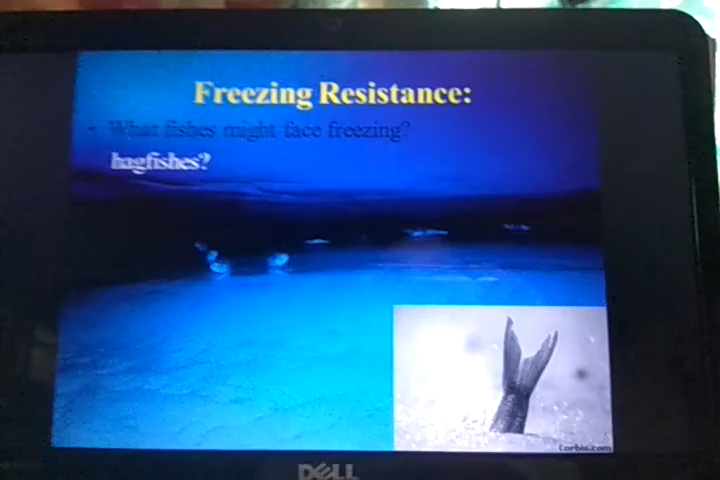 Freezing Resistance:
• What fishes might face freezing?
hagfishes?
Corbis.com
DELL